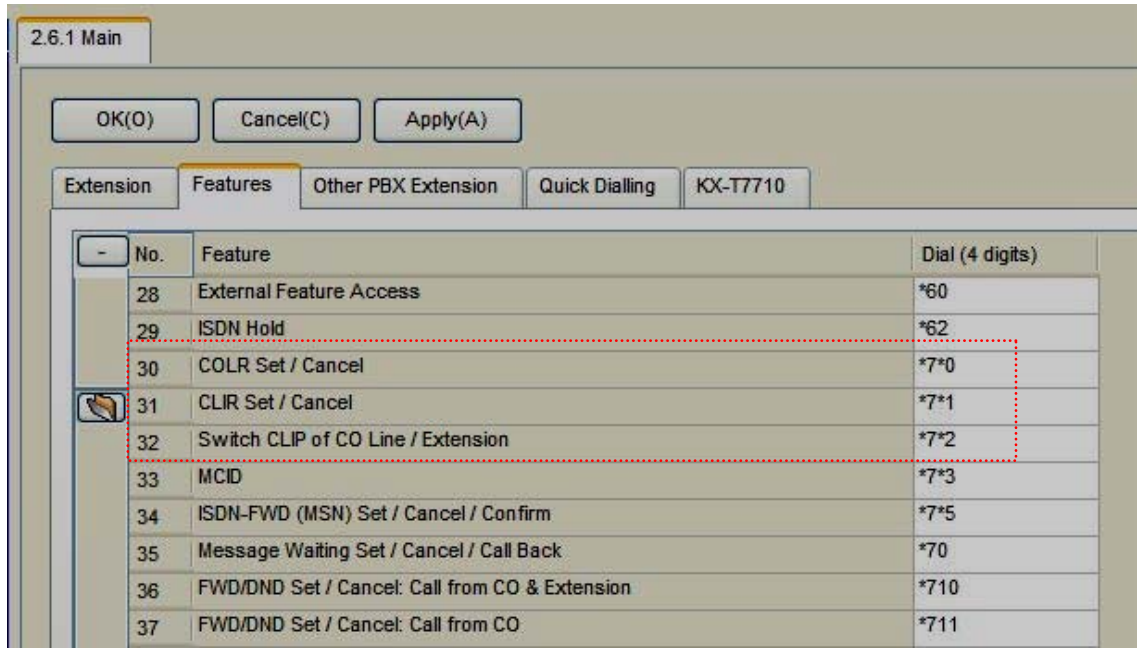 2.6.1 Main
OK(O) Cancel(C) Apply(A)
Extension Features Other PBX Extension Quick Dialling KX-T7710
- No. Feature Dial (4 digits)
28 External Feature Access *60
29 ISDN Hold *62
30 COLR Set / Cancel *7*0
31 CLIR Set / Cancel *7*1
32 Switch CLIP of CO Line / Extension *7*2
33 MCID *7*3
34 ISDN-FWD (MSN) Set / Cancel / Confirm *7*5
35 Message Waiting Set / Cancel / Call Back *70
36 FWD/DND Set / Cancel: Call from CO & Extension *710
37 FWD/DND Set / Cancel: Call from CO *711